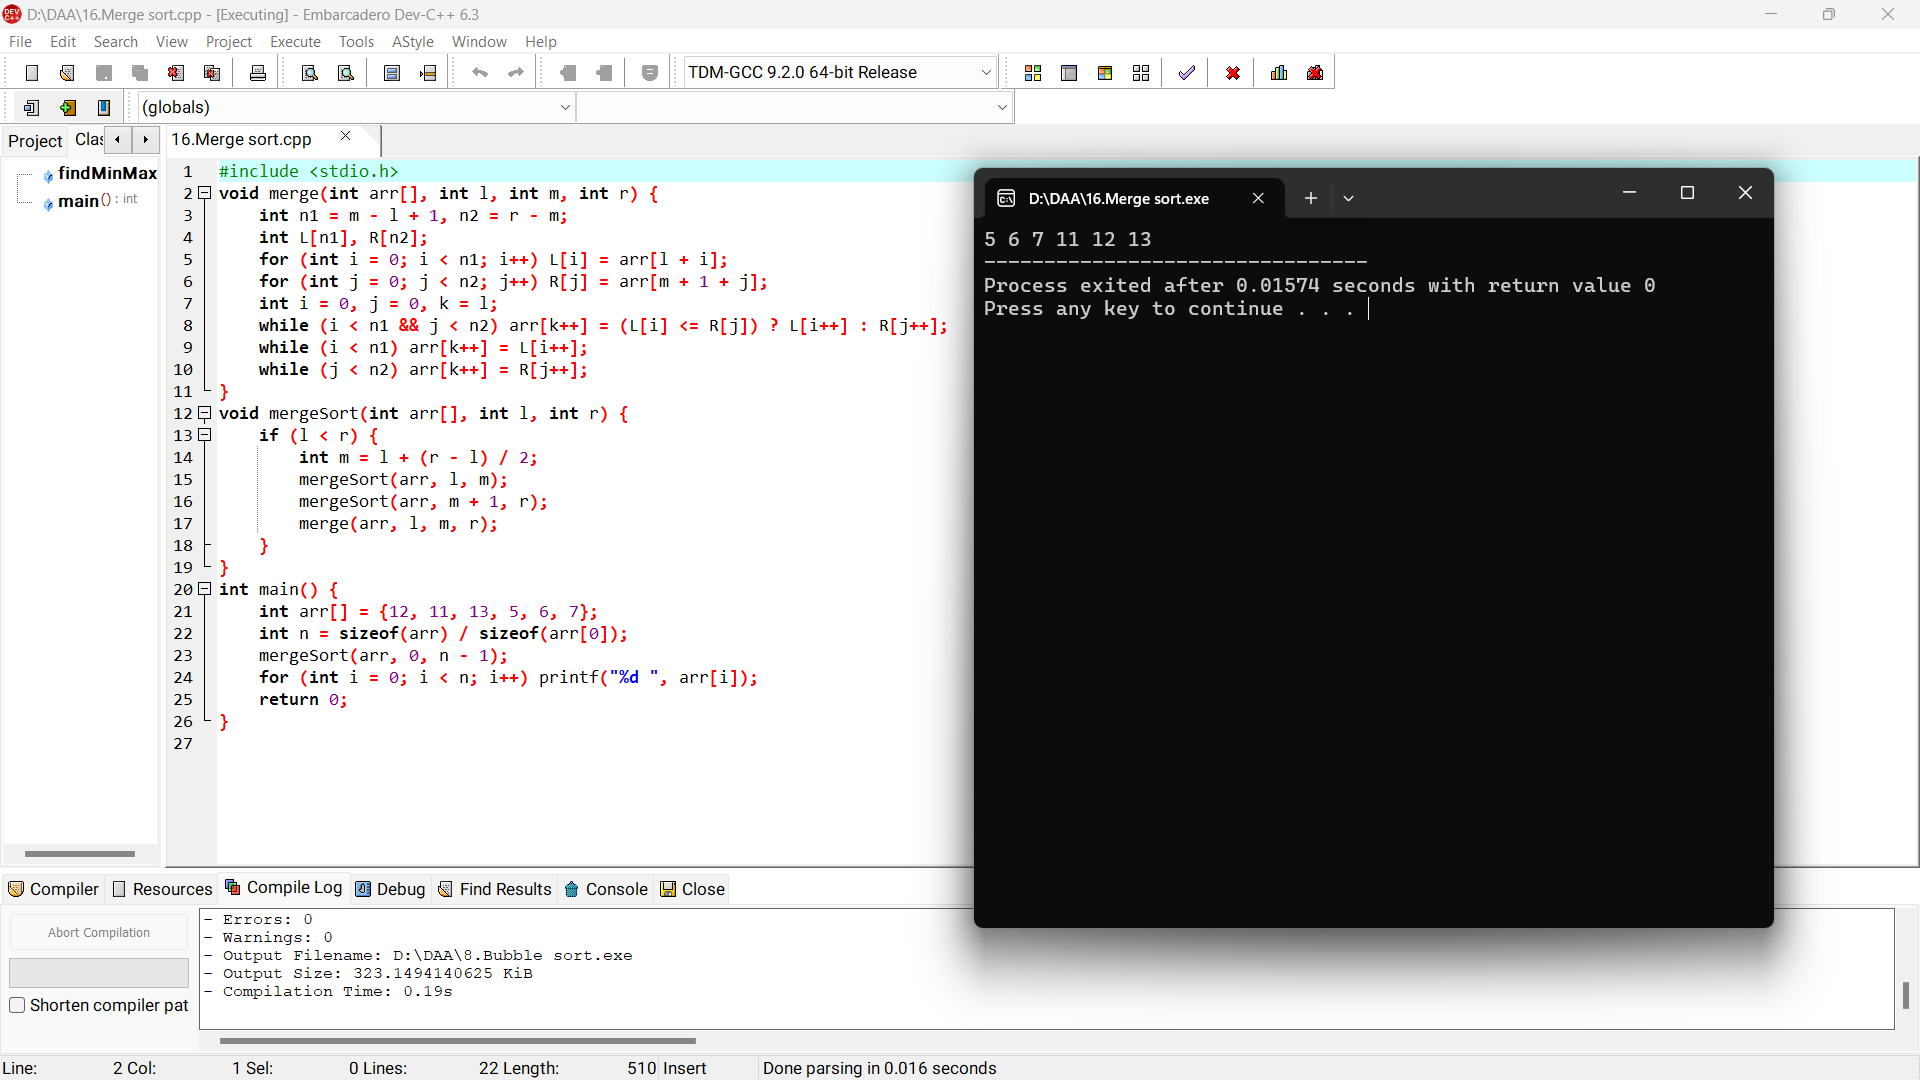 D:\DAA\16.Merge sort.cpp - [Executing] - Embarcadero Dev-C++ 6.3
File Edit Search View Project Execute Tools AStyle Window Help
TDM-GCC 9.2.0 64-bit Release
(globals)
Project Clas 16.Merge sort.cpp
findMinMax
main() : int
1 #include <stdio.h>
2 void merge(int arr[], int l, int m, int r) {
3 int n1 = m - l + 1, n2 = r - m;
4 int L[n1], R[n2];
5 for (int i = 0; i < n1; i++) L[i] = arr[l + i];
6 for (int j = 0; j < n2; j++) R[j] = arr[m + 1 + j];
7 int i = 0, j = 0, k = l;
8 while (i < n1 && j < n2) arr[k++] = (L[i] <= R[j]) ? L[i++] : R[j++];
9 while (i < n1) arr[k++] = L[i++];
10 while (j < n2) arr[k++] = R[j++];
11 }
12 void mergeSort(int arr[], int l, int r) {
13 if (l < r) {
14 int m = l + (r - l) / 2;
15 mergeSort(arr, l, m);
16 mergeSort(arr, m + 1, r);
17 merge(arr, l, m, r);
18 }
19 }
20 int main() {
21 int arr[] = {12, 11, 13, 5, 6, 7};
22 int n = sizeof(arr) / sizeof(arr[0]);
23 mergeSort(arr, 0, n - 1);
24 for (int i = 0; i < n; i++) printf("%d ", arr[i]);
25 return 0;
26 }
27
D:\DAA\16.Merge sort.exe
5 6 7 11 12 13
--------------------------------
Process exited after 0.01574 seconds with return value 0
Press any key to continue . . .
Compiler Resources Compile Log Debug Find Results Console Close
Abort Compilation
Shorten compiler pat
- Errors: 0
- Warnings: 0
- Output Filename: D:\DAA\8.Bubble sort.exe
- Output Size: 323.1494140625 KiB
- Compilation Time: 0.19s
Line: 2 Col: 1 Sel: 0 Lines: 22 Length: 510 Insert Done parsing in 0.016 seconds